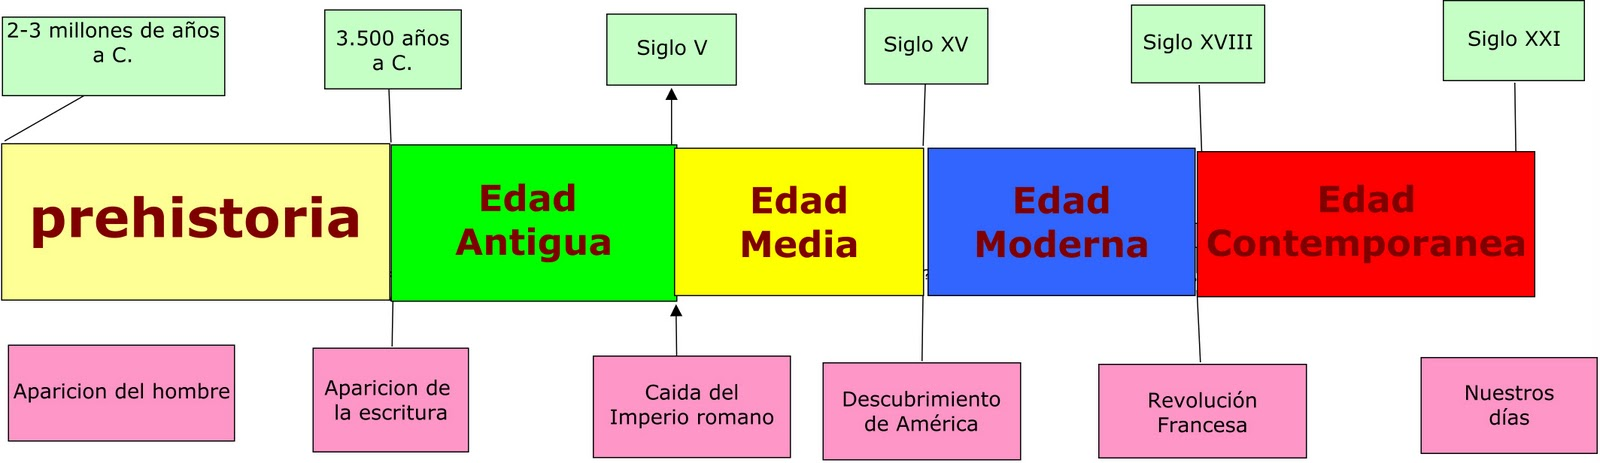 2-3 millones de años
a C.
3.500 años
a C.
Siglo V
Siglo XV
Siglo XVIII
Siglo XXI
prehistoria
Edad
Antigua
Edad
Media
Edad
Moderna
Edad
Contemporanea
?
Aparicion del hombre
Aparicion de
la escritura
Caida del
Imperio romano
Descubrimiento
de América
Revolución
Francesa
Nuestros
días